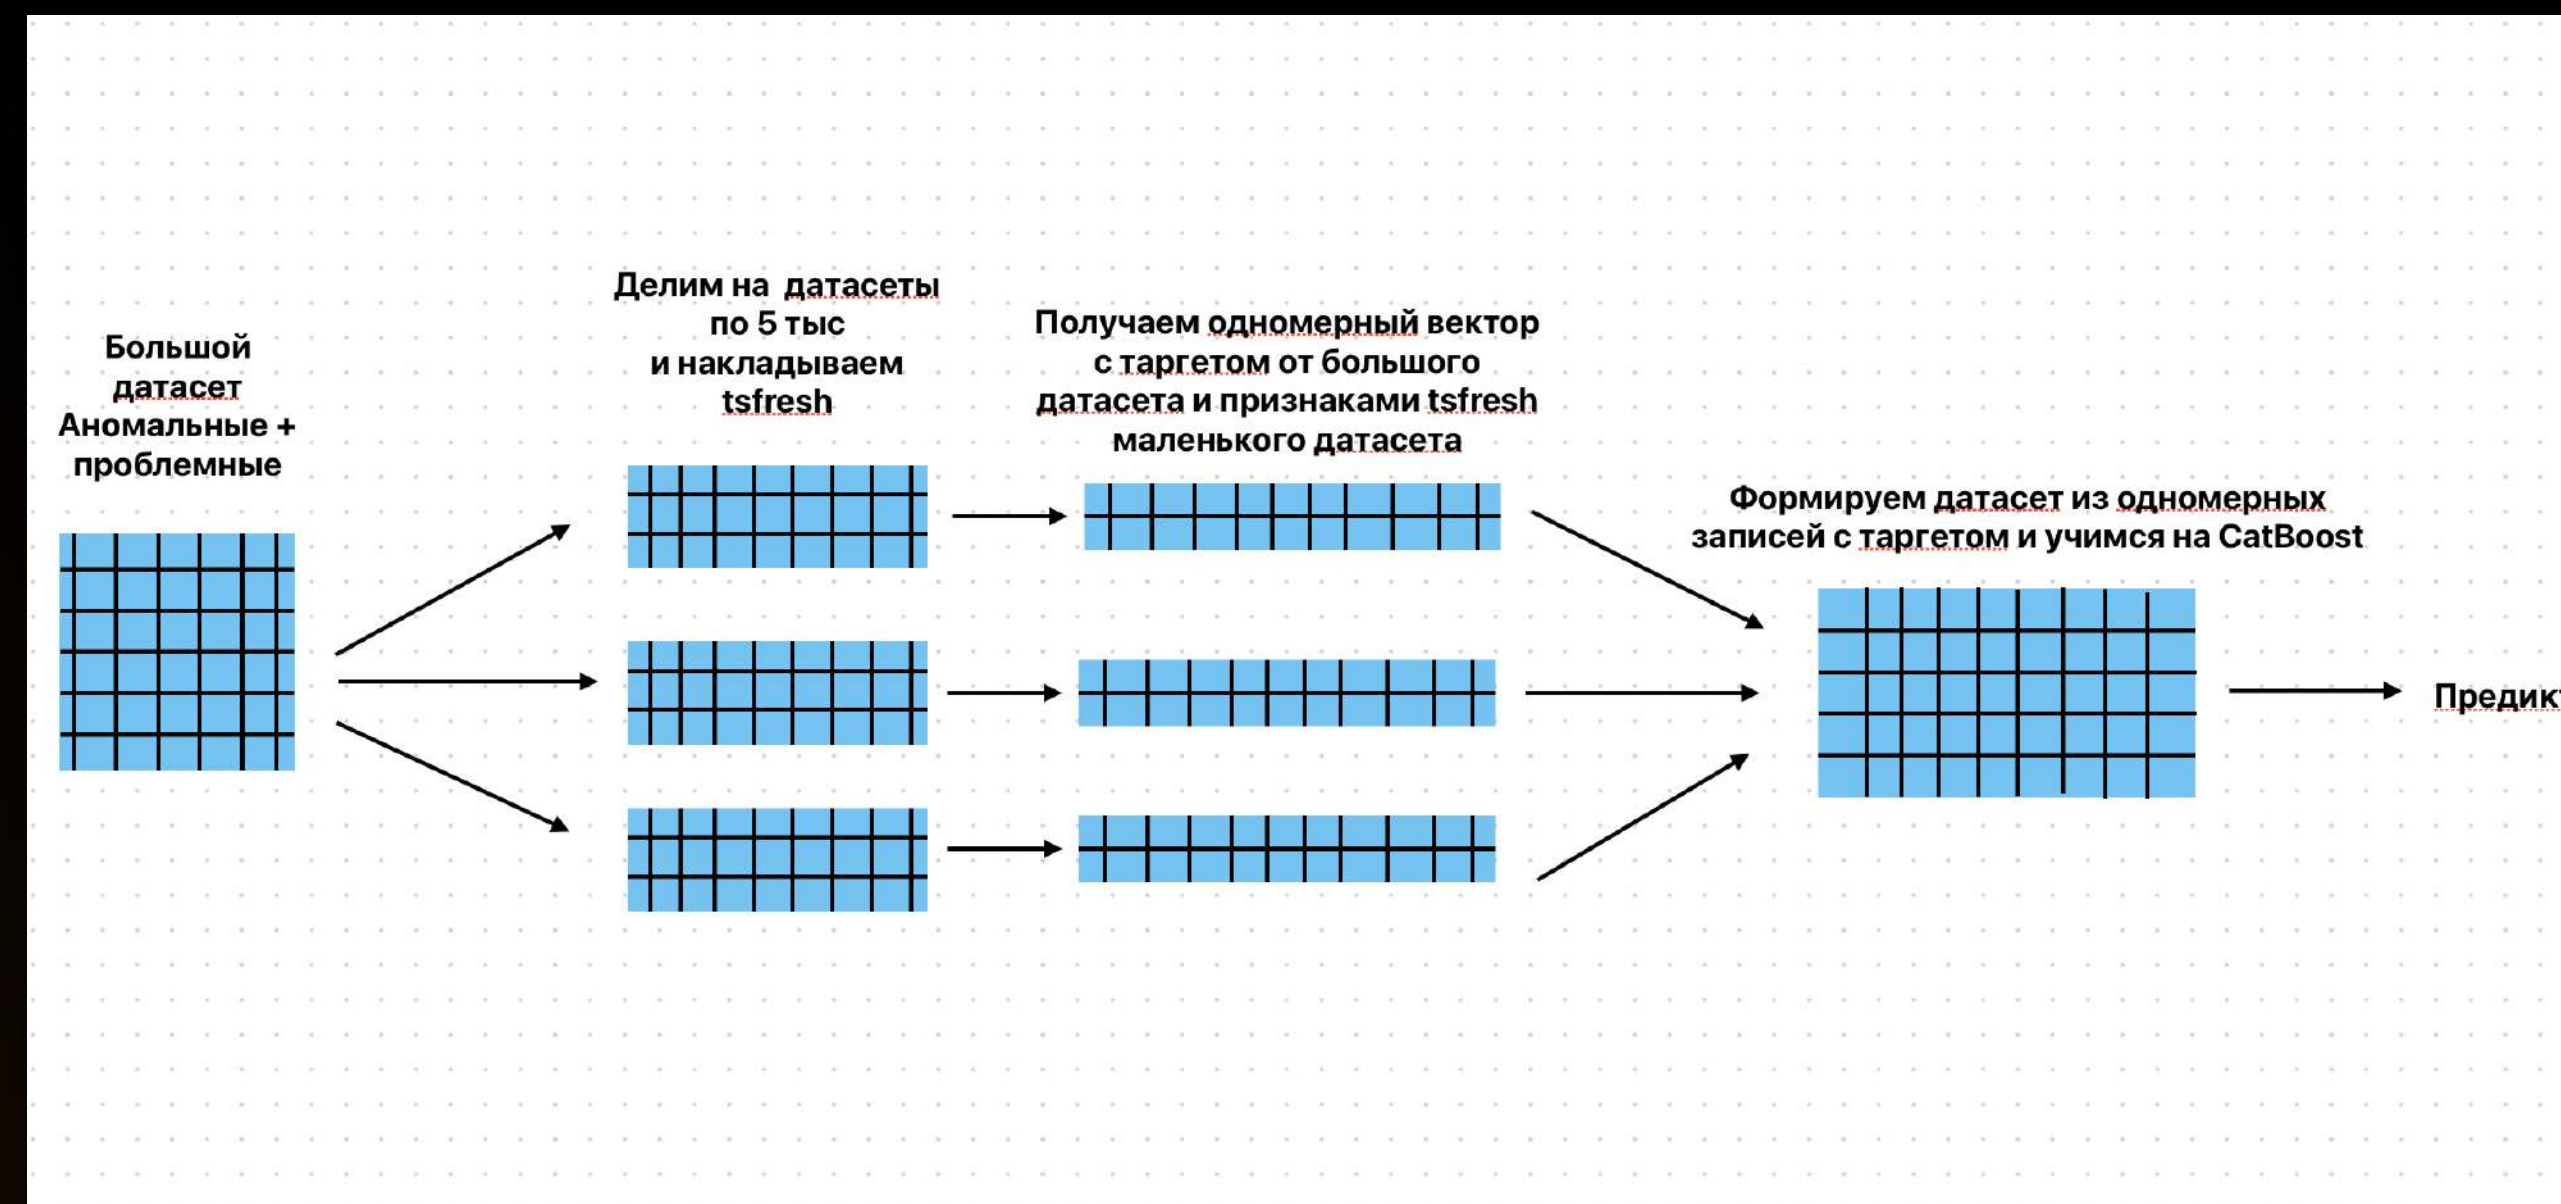 Большой
датасет
Аномальные +
проблемные
Делим на датасеты
по 5 тыс
и накладываем
tsfresh
Получаем одномерный вектор
с таргетом от большого
датасета и признаками tsfresh
маленького датасета
Формируем датасет из одномерных
записей с таргетом и учимся на CatBoost